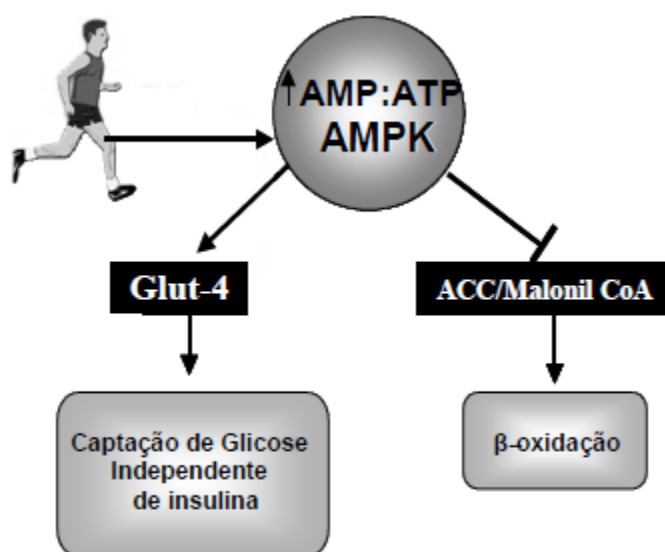 ↑AMP:ATP
AMPK
Glut-4
ACC/Malonil CoA
Captação de Glicose
Independente
de insulina
β-oxidação